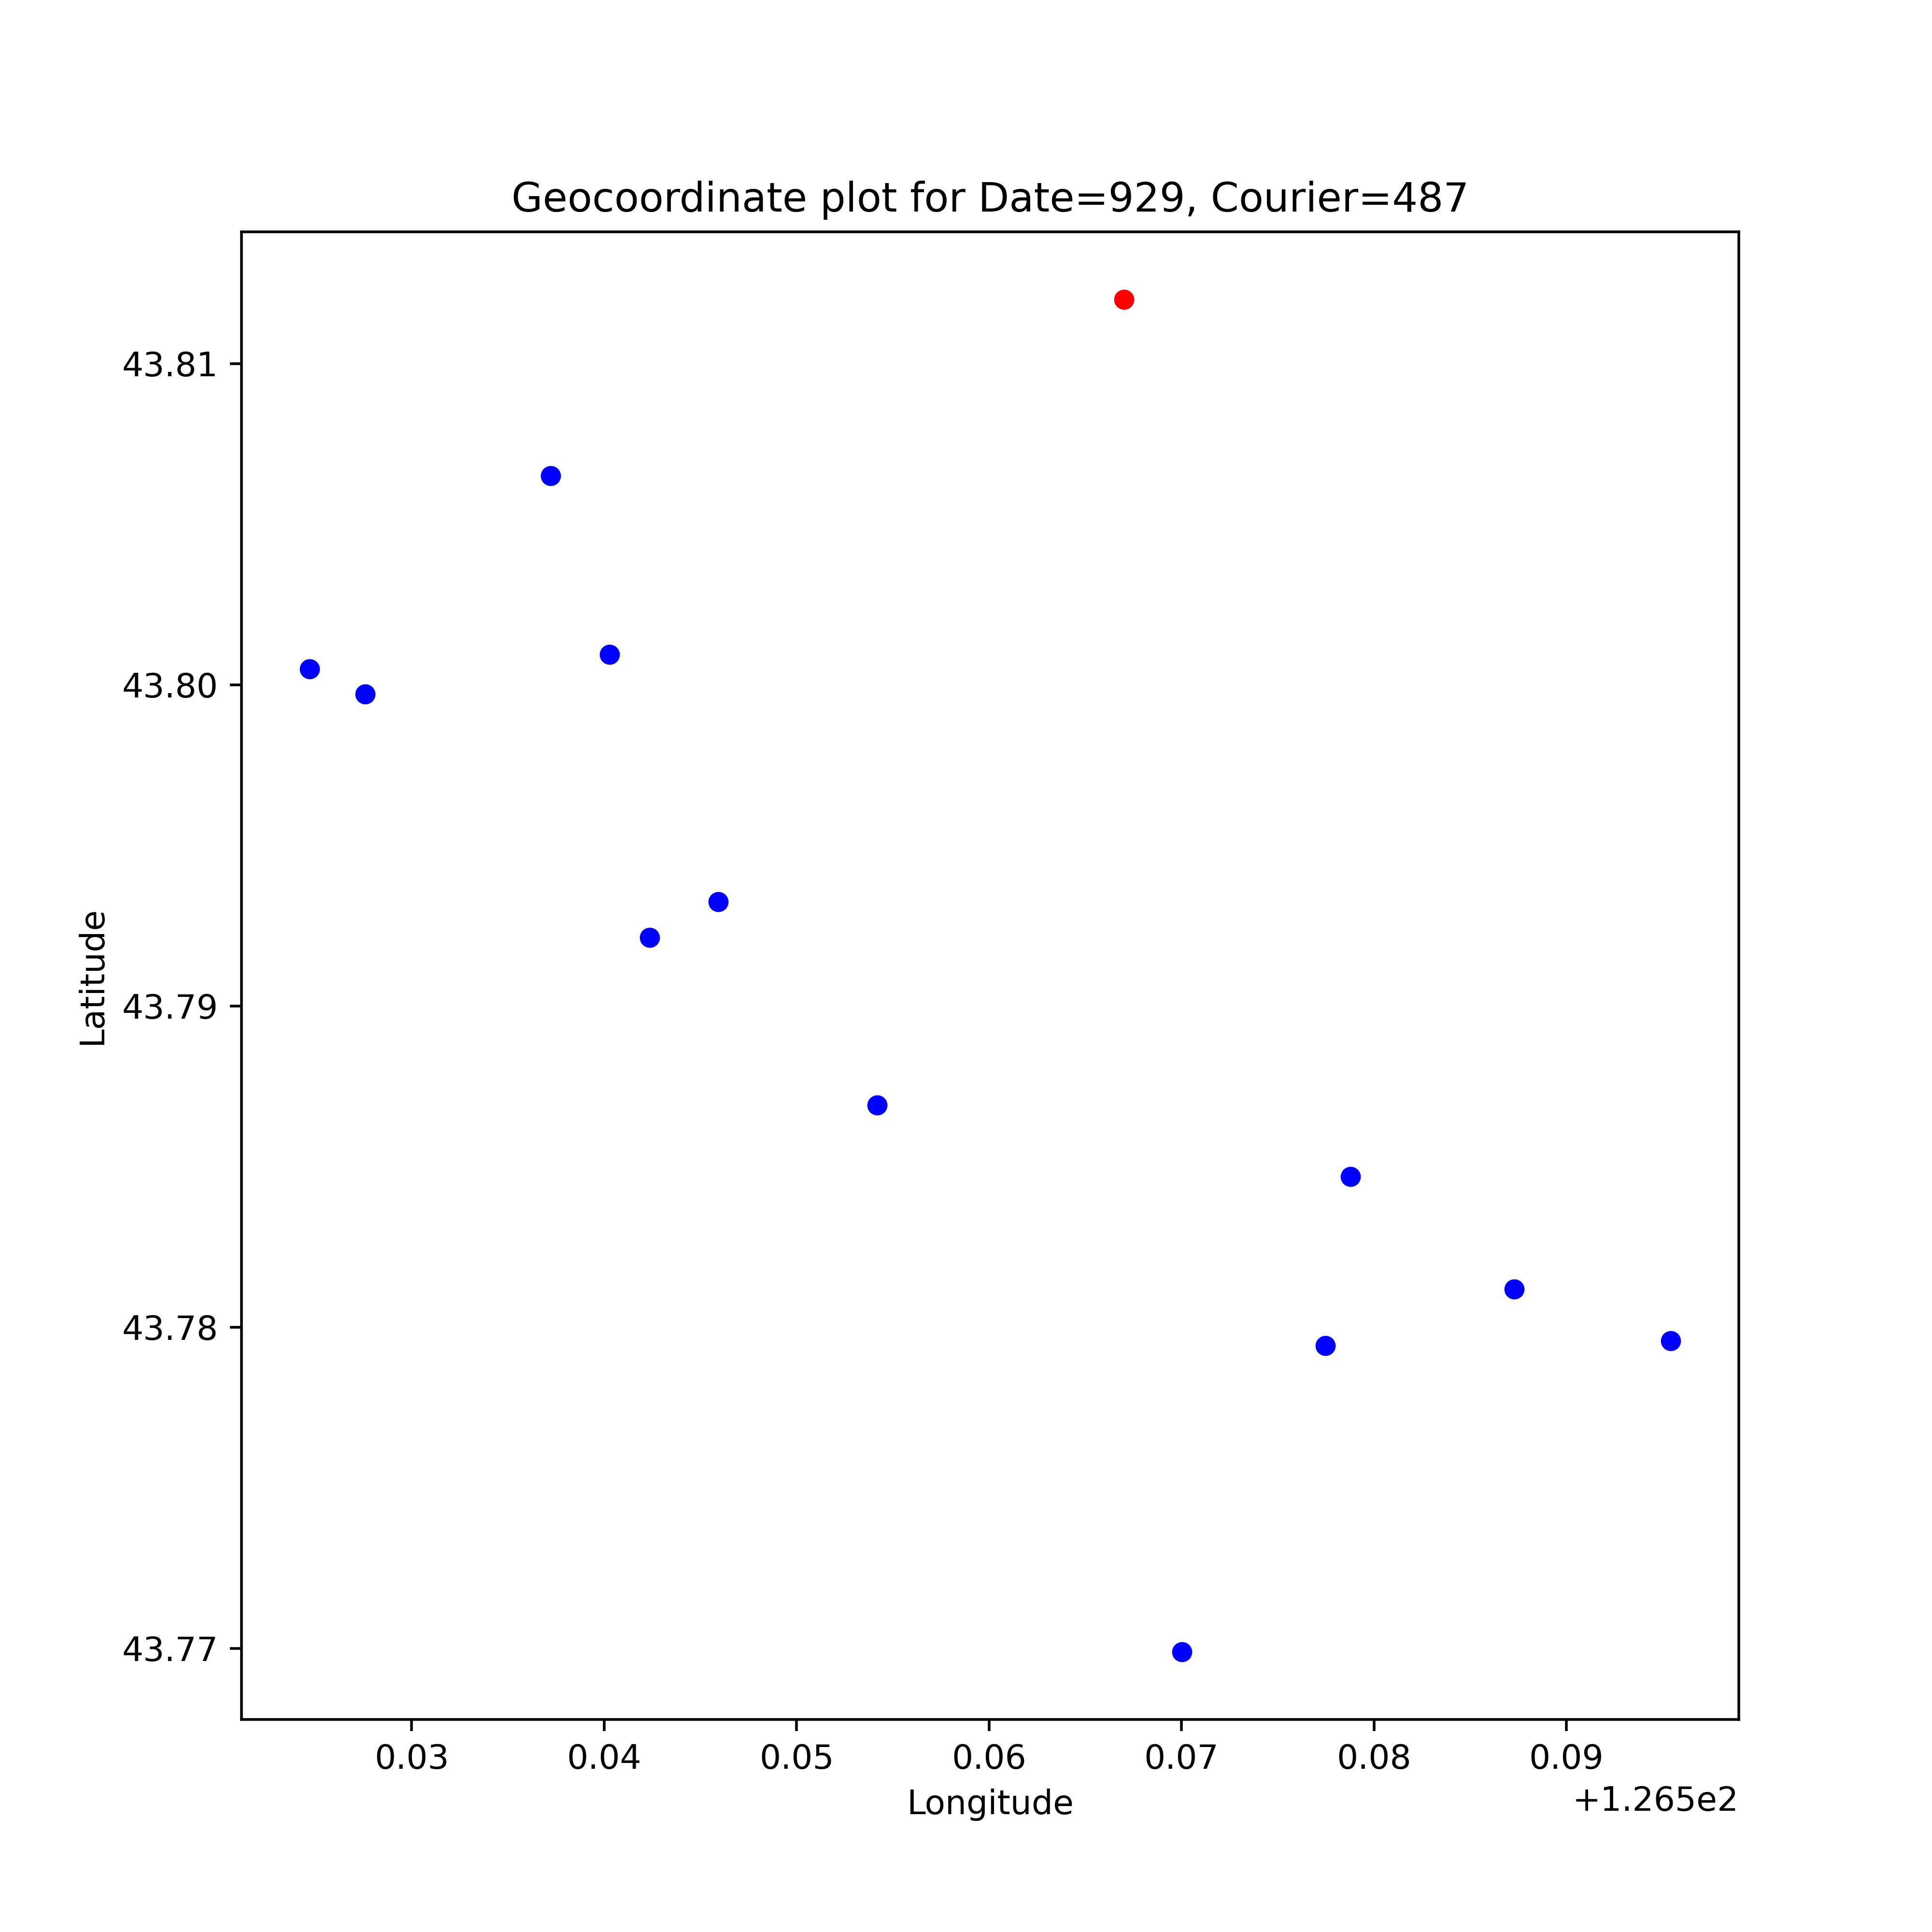 Geocoordinate plot for Date=929, Courier=487
43.81
43.80
43.79
43.78
43.77
Latitude
0.03 0.04 0.05 0.06 0.07 0.08 0.09
+1.265e2
Longitude